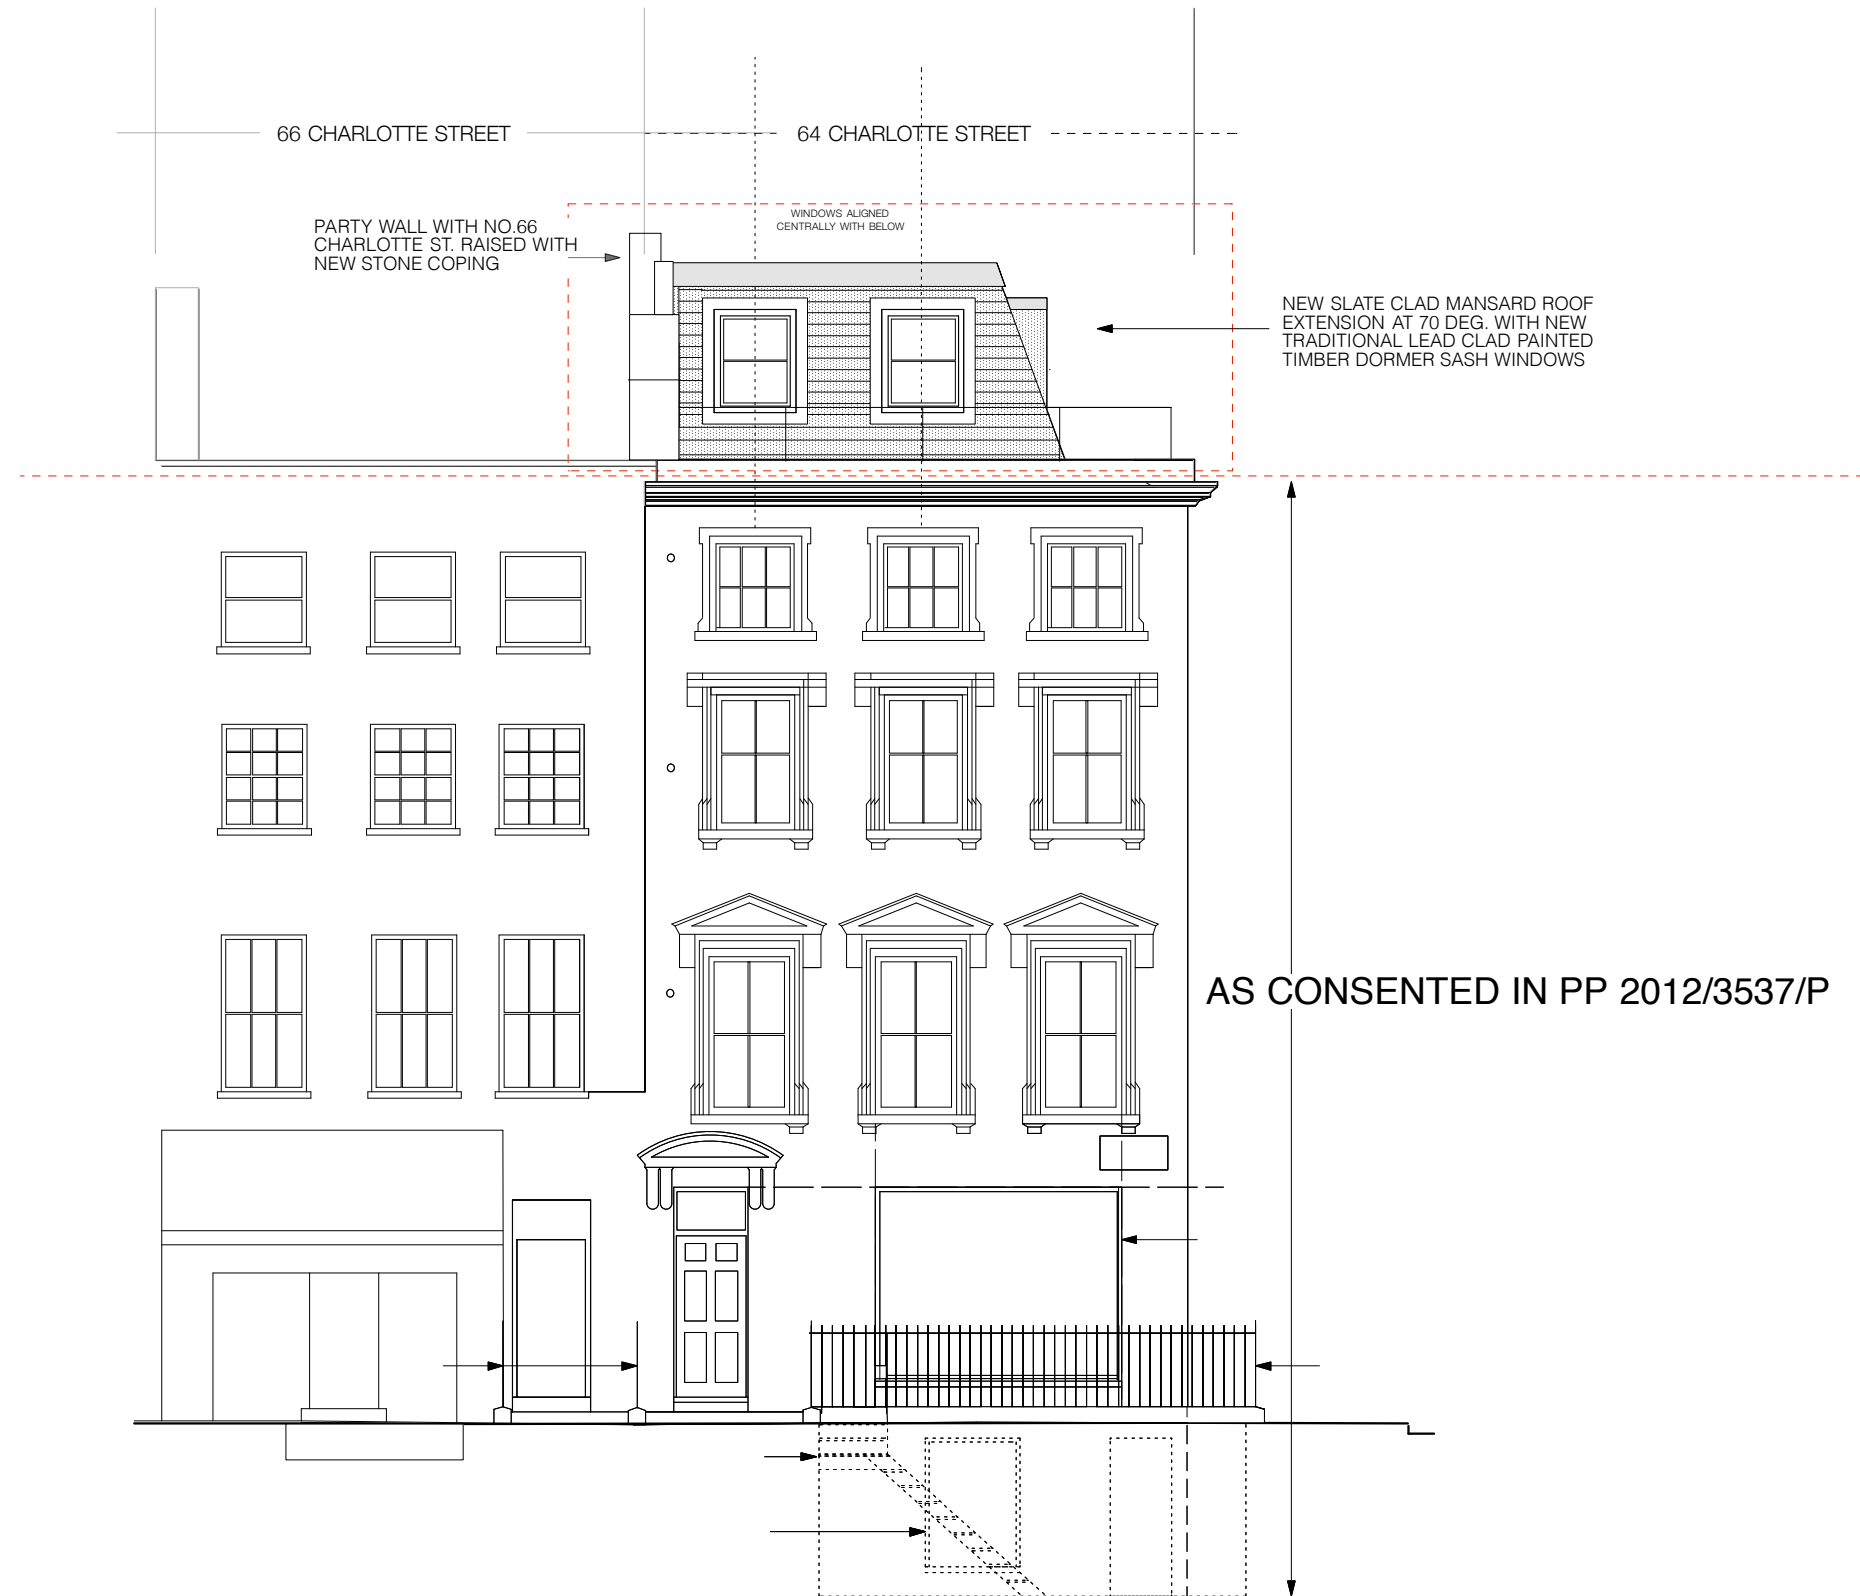 66 CHARLOTTE STREET
64 CHARLOTTE STREET
WINDOWS ALIGNED
CENTRALLY WITH BELOW
PARTY WALL WITH NO.66
CHARLOTTE ST. RAISED WITH
NEW STONE COPING
NEW SLATE CLAD MANSARD ROOF
EXTENSION AT 70 DEG. WITH NEW
TRADITIONAL LEAD CLAD PAINTED
TIMBER DORMER SASH WINDOWS
AS CONSENTED IN PP 2012/3537/P